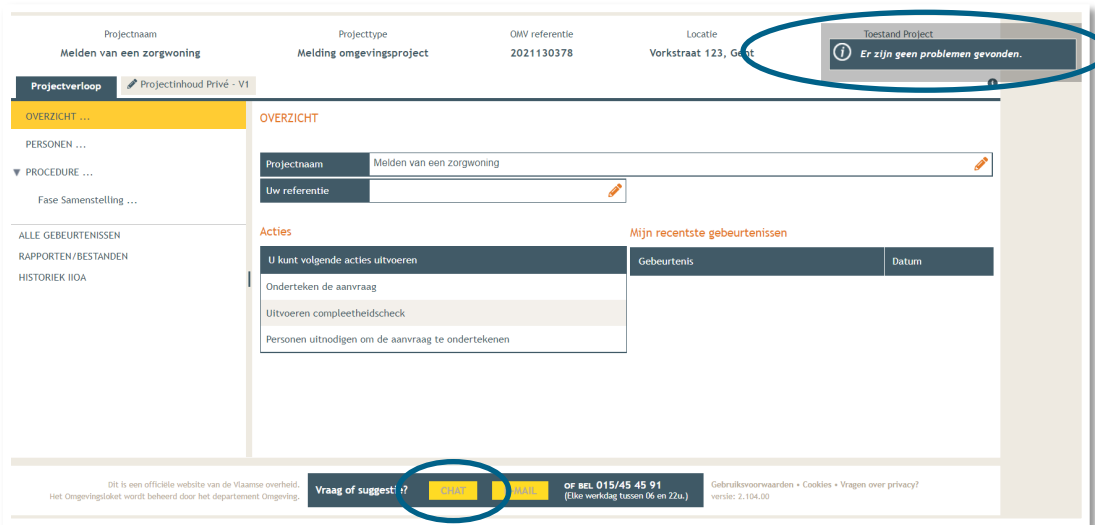 Projectnaam
Projecttype
OMV referentie
Locatie
Toestand Project
Melden van een zorgwoning
Melding omgevingsproject
2021130378
Vorkstraat 123, Gent
Er zijn geen problemen gevonden.
Projectverloop
Projectinhoud Privé - V1
OVERZICHT ...
PERSONEN ...
PROCEDURE ...
Fase Samenstelling ...
ALLE GEBEURTENISSEN
RAPPORTEN/BESTANDEN
HISTORIEK IIOA
OVERZICHT
Projectnaam
Melden van een zorgwoning
Uw referentie
Acties
U kunt volgende acties uitvoeren
Onderteken de aanvraag
Uitvoeren compleetheidscheck
Personen uitnodigen om de aanvraag te ondertekenen
Mijn recentste gebeurtenissen
Gebeurtenis
Datum
Dit is een officiële website van de Vlaamse overheid.
Het Omgevingsloket wordt beheerd door het departement Omgeving.
Vraag of suggestie?
CHAT
MAIL
OF BEL 015/45 45 91
(Elke werkdag tussen 06 en 22u.)
Gebruiksvoorwaarden • Cookies • Vragen over privacy?
versie: 2.104.00